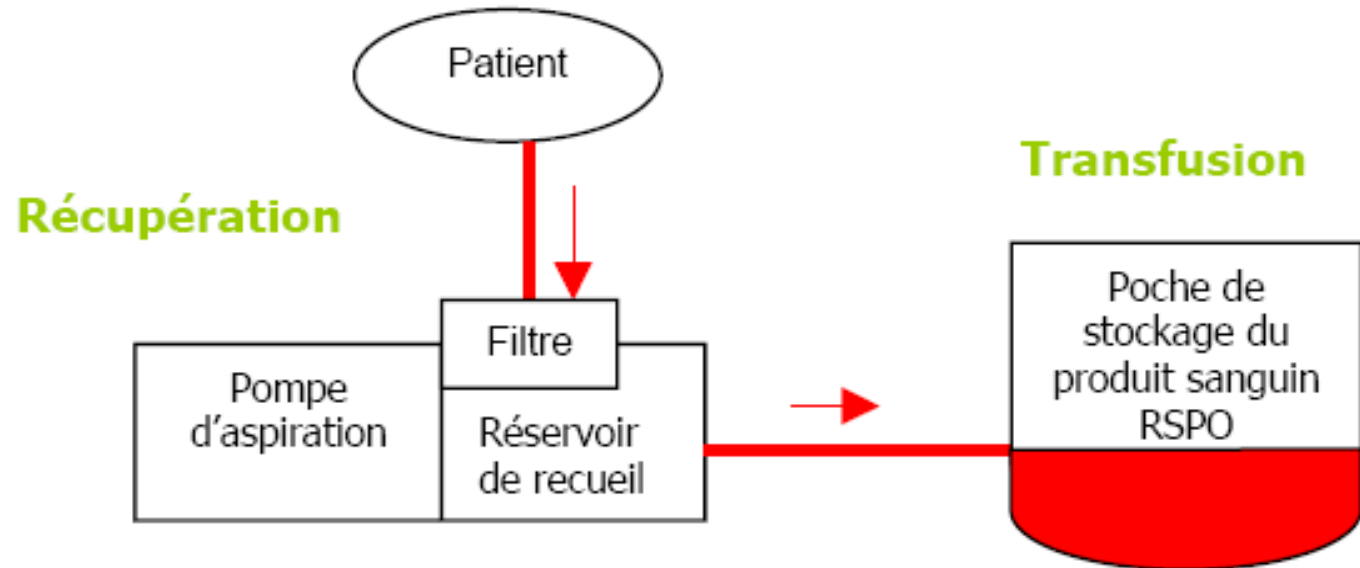 Patient
Transfusion
Récupération
Filtre
Pompe
d'aspiration
Réservoir
de recueil
Poche de
stockage du
produit sanguin
RSPO